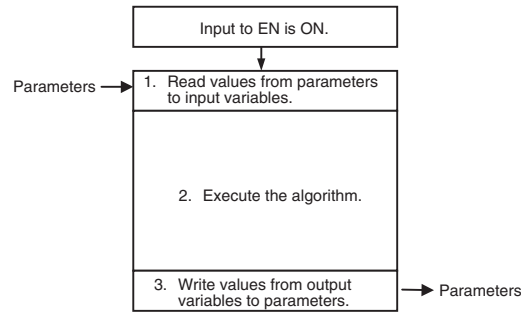 Input to EN is ON.
Parameters
1. Read values from parameters
to input variables.
2. Execute the algorithm.
3. Write values from output
variables to parameters.
Parameters